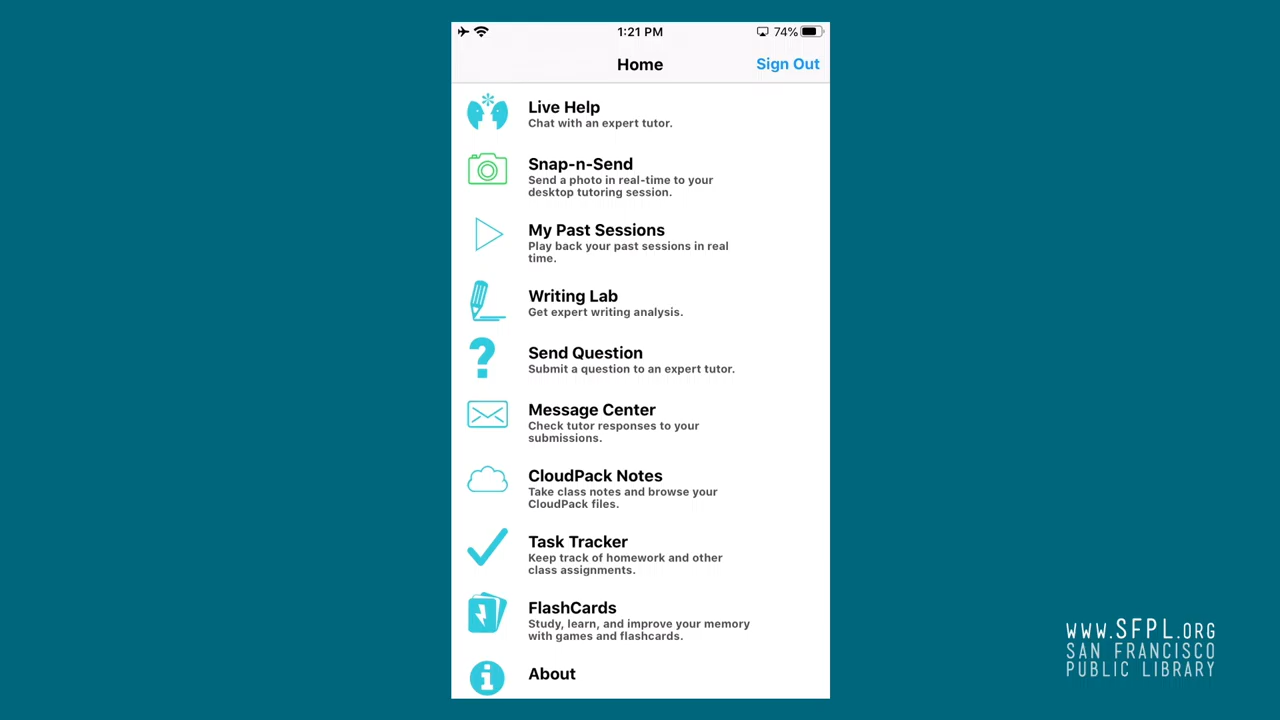 1:21 PM
74%
Home
Sign Out
Live Help
Chat with an expert tutor.
Snap-n-Send
Send a photo in real-time to your
desktop tutoring session.
My Past Sessions
Play back your past sessions in real
time.
Writing Lab
Get expert writing analysis.
Send Question
Submit a question to an expert tutor.
Message Center
Check tutor responses to your
submissions.
CloudPack Notes
Take class notes and browse your
CloudPack files.
Task Tracker
Keep track of homework and other
class assignments.
FlashCards
Study, learn, and improve your memory
with games and flashcards.
About
WWW.SFPL.ORG
SAN FRANCISCO
PUBLIC LIBRARY